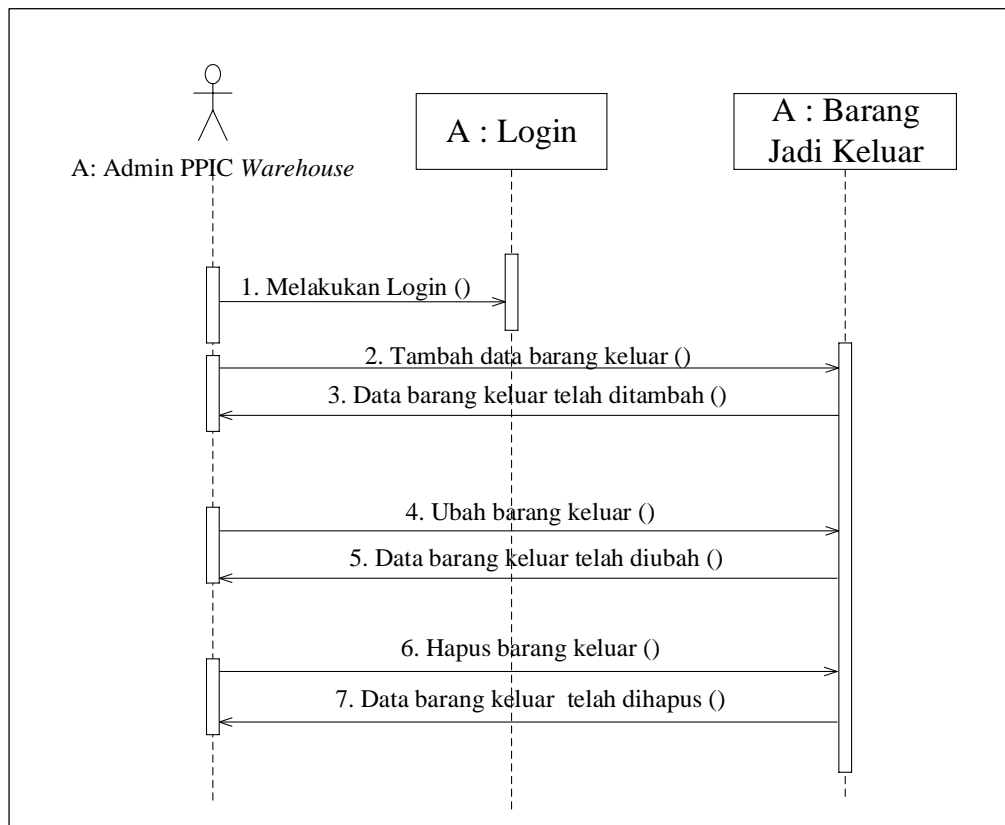 A : Login
A : Barang
Jadi Keluar
A: Admin PPIC Warehouse
1. Melakukan Login ()
2. Tambah data barang keluar ()
3. Data barang keluar telah ditambah ()
4. Ubah barang keluar ()
5. Data barang keluar telah diubah ()
6. Hapus barang keluar ()
7. Data barang keluar  telah dihapus ()